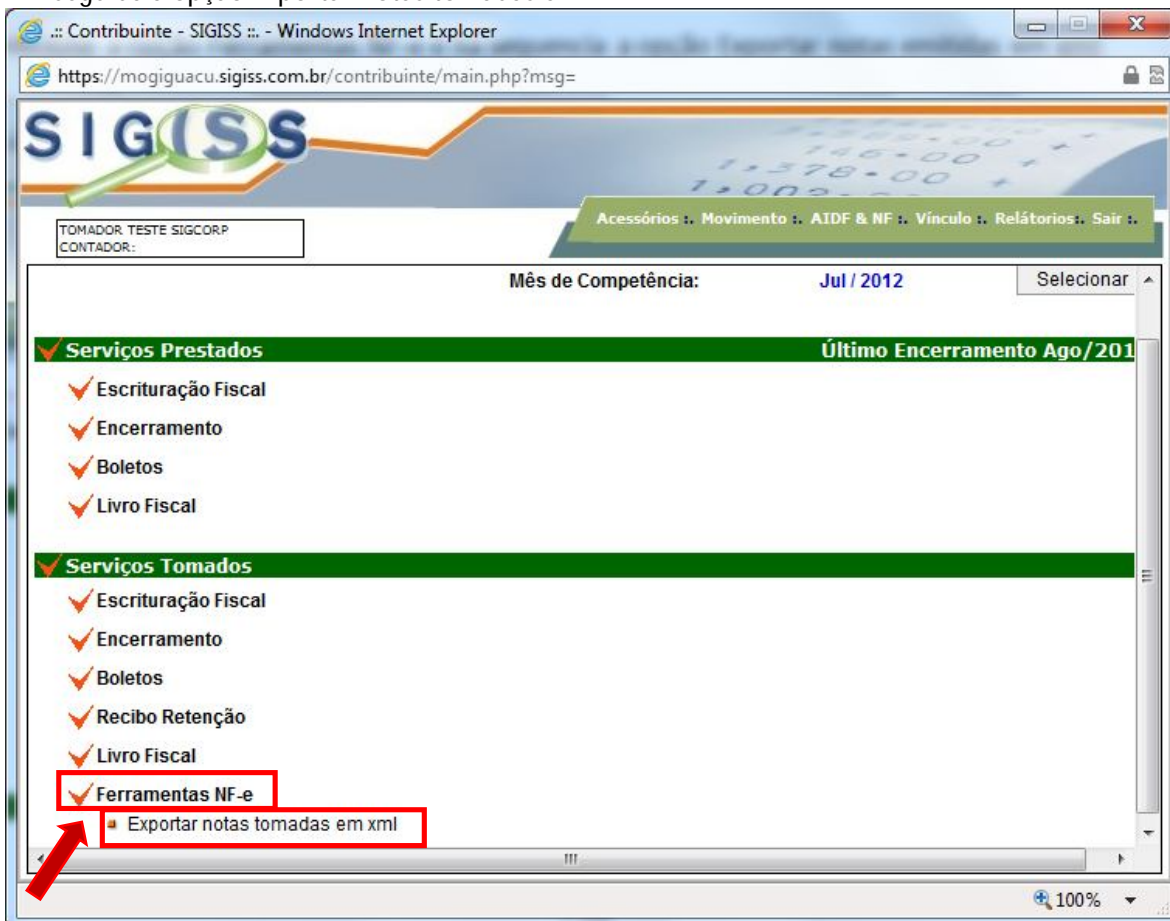 .:: Contribuinte - SIGISS ::. - Windows Internet Explorer
https://mogiguacu.sigiss.com.br/contribuinte/main.php?msg=
SIGISS
1,378.00
Acessórios :. Movimento :. AIDF & NF :. Vínculo :. Relátorios:. Sair :.
TOMADOR TESTE SIGCORP
CONTADOR:
Mês de Competência: Jul / 2012 Selecionar
Serviços Prestados Último Encerramento Ago/201
Escrituração Fiscal
Encerramento
Boletos
Livro Fiscal
Serviços Tomados
Escrituração Fiscal
Encerramento
Boletos
Recibo Retenção
Livro Fiscal
Ferramentas NF-e
Exportar notas tomadas em xml
100%